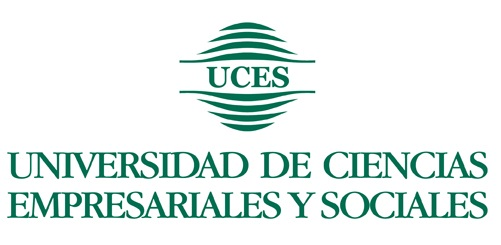 UCES
UNIVERSIDAD DE CIENCIAS
EMPRESARIALES Y SOCIALES